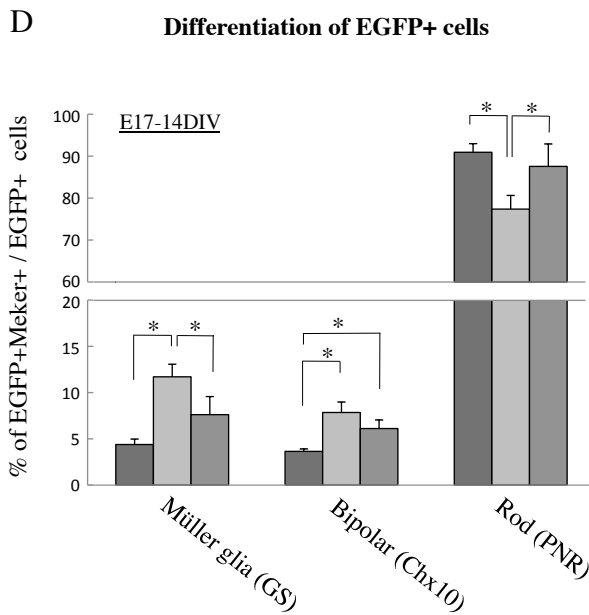 D
Differentiation of EGFP+ cells
% of EGFP+Meker+ / EGFP+ cells
E17-14DIV
100
90
80
70
60
20
15
10
5
0
* *
* *
* *
Müller glia (GS)
Bipolar (Chx10)
Rod (PNR)